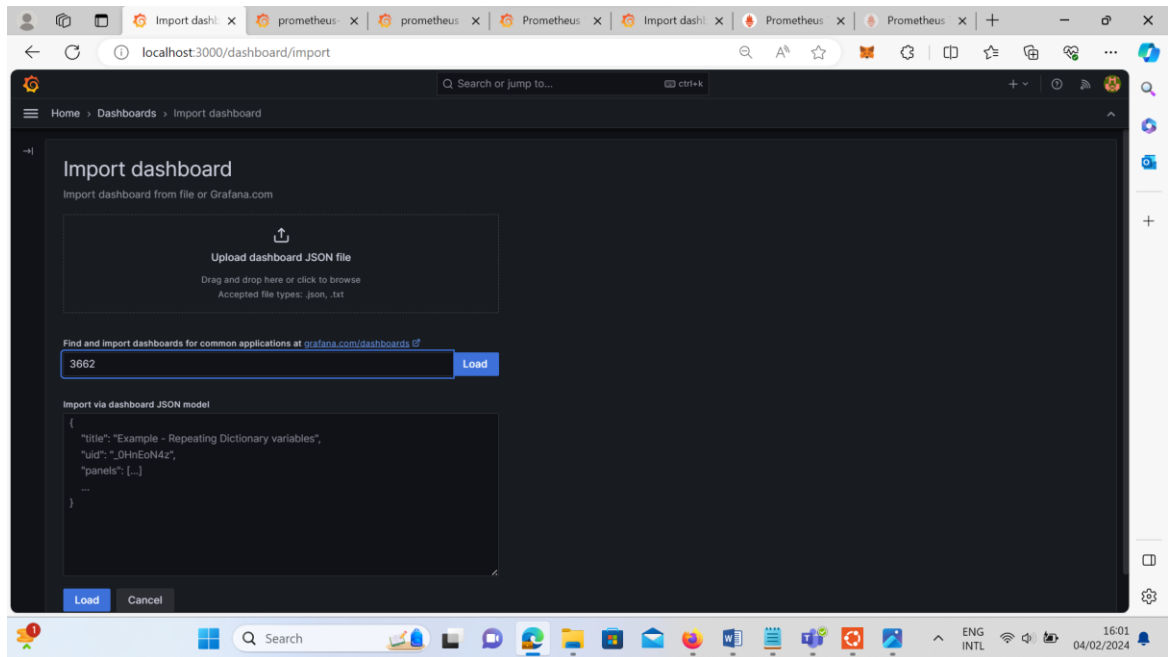 Import dashb
prometheus-
prometheus
Prometheus
Import dashb
Prometheus
Prometheus
localhost:3000/dashboard/import
Search or jump to...
ctrl+k
Home › Dashboards › Import dashboard
Import dashboard
Import dashboard from file or Grafana.com
Upload dashboard JSON file
Drag and drop here or click to browse
Accepted file types: .json, .txt
Find and import dashboards for common applications at grafana.com/dashboards
3662
Load
Import via dashboard JSON model
{
"title": "Example - Repeating Dictionary variables",
"uid": "_0HnEoN4z",
"panels": [...]
...
}
Load
Cancel
1
Search
ENG
INTL
16:01
04/02/2024